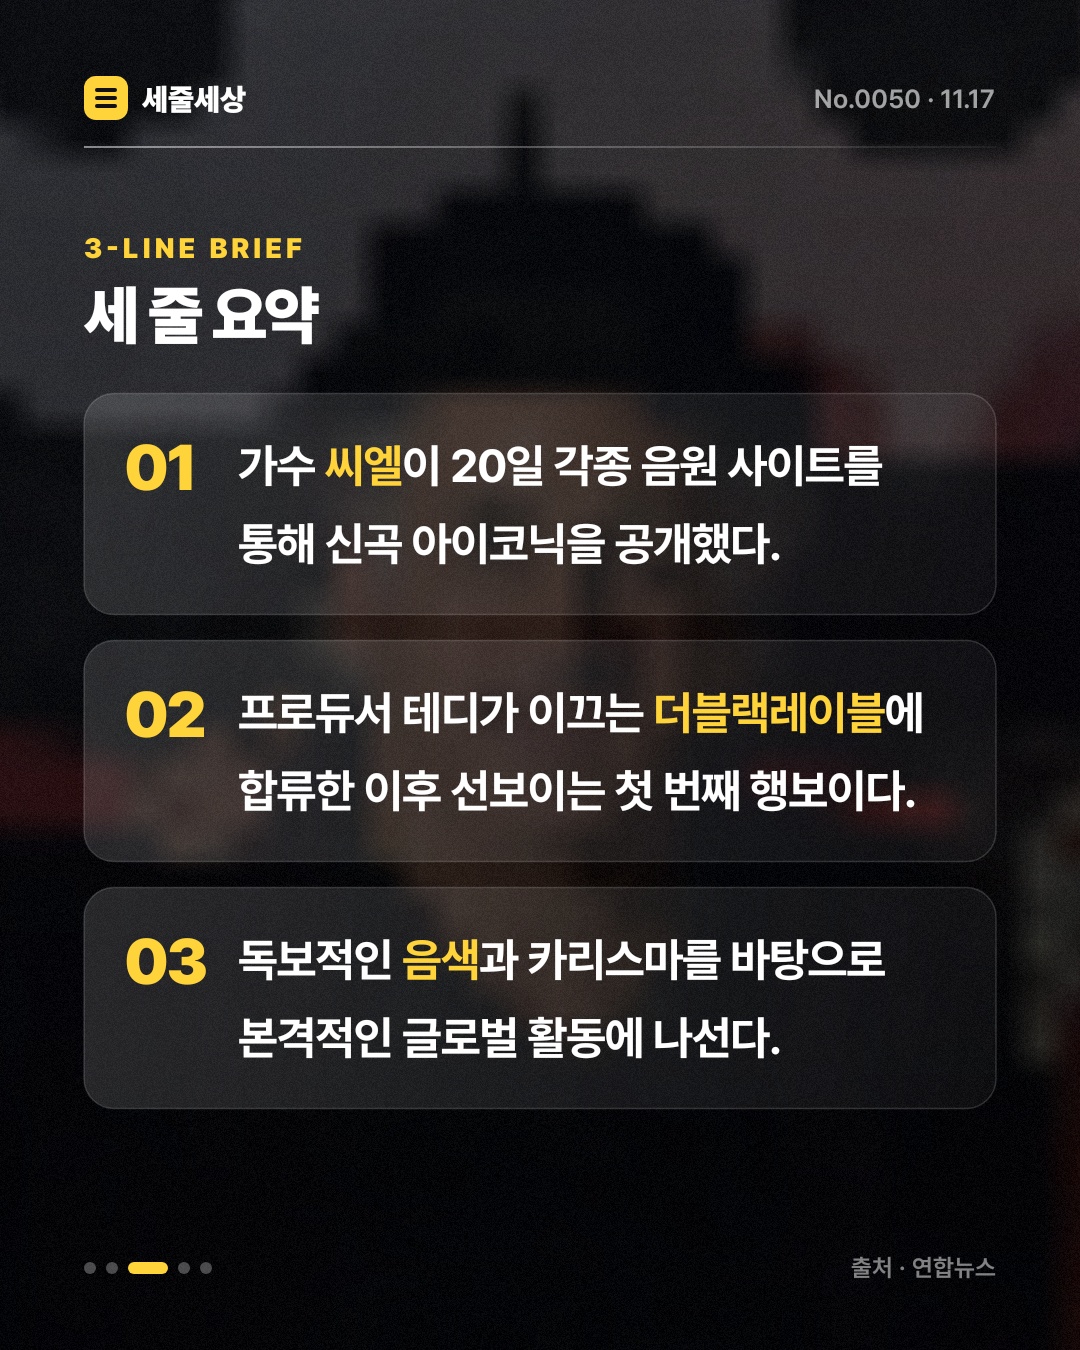 세줄세상
No.0050 · 11.17
3-LINE BRIEF
세 줄 요약
01 가수 씨엘이 20일 각종 음원 사이트를
통해 신곡 아이코닉을 공개했다.
02 프로듀서 테디가 이끄는 더블랙레이블에
합류한 이후 선보이는 첫 번째 행보이다.
03 독보적인 음색과 카리스마를 바탕으로
본격적인 글로벌 활동에 나선다.
출처 · 연합뉴스